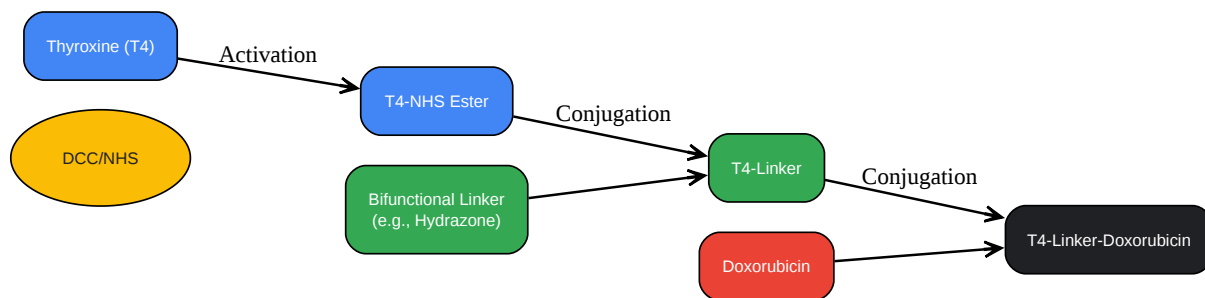 Thyroxine (T4)
Activation
DCC/NHS
T4-NHS Ester
Conjugation
Bifunctional Linker
(e.g., Hydrazone)
T4-Linker
Conjugation
Doxorubicin
T4-Linker-Doxorubicin